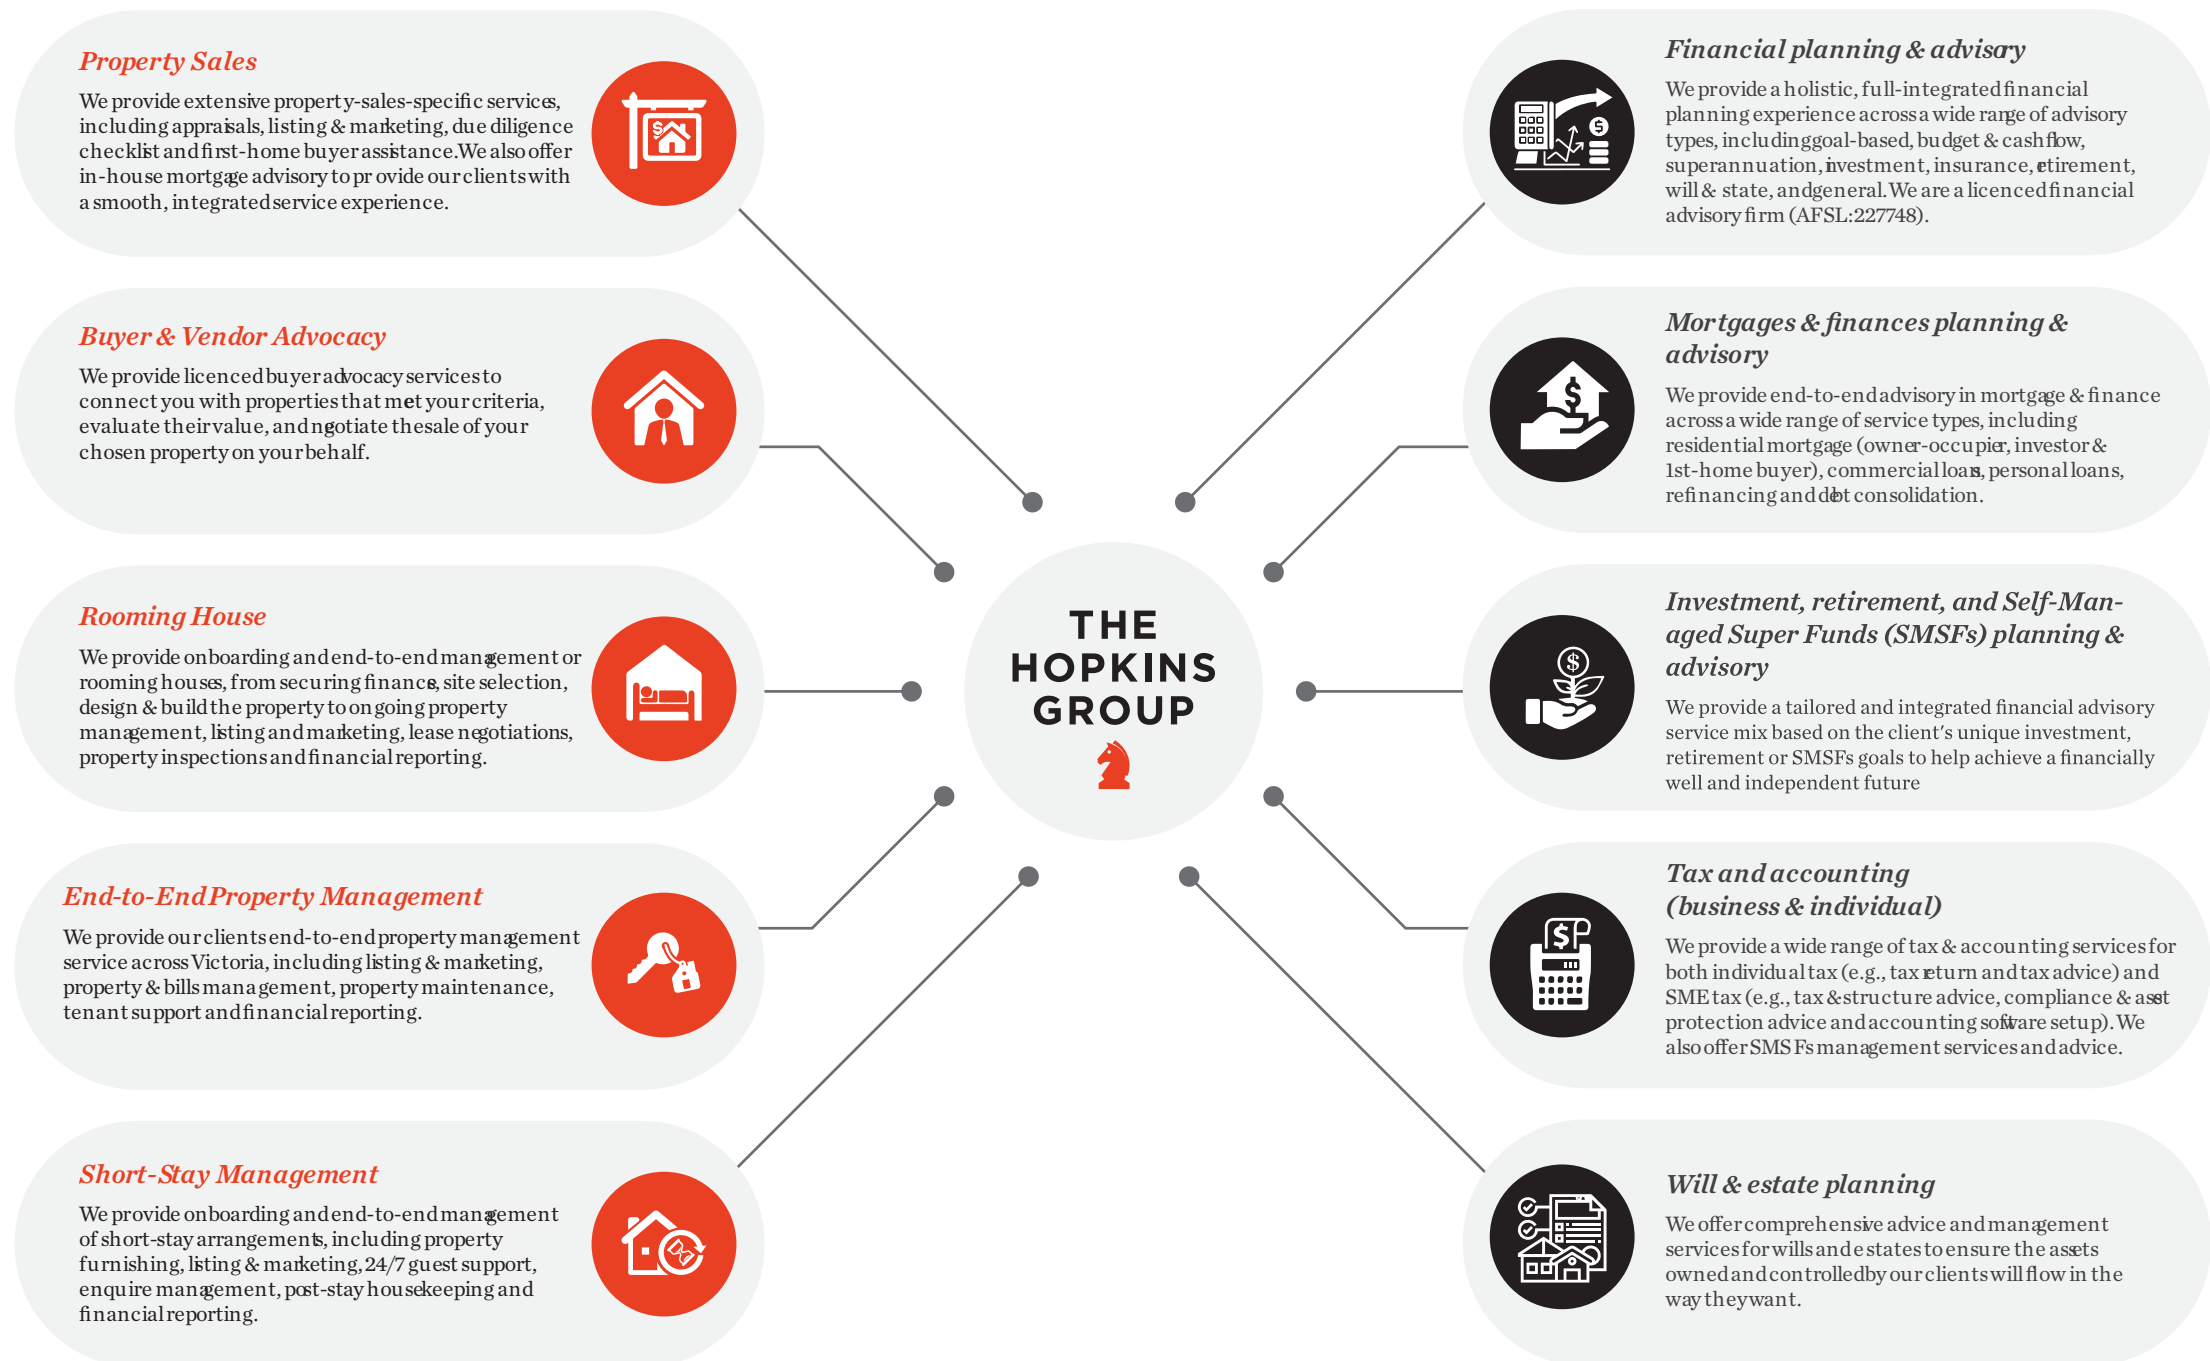 Property Sales
We provide extensive property-sales-specific services,
including appraisals, listing & marketing, due diligence
checklist and first-home buyer assistance. We also offer
in-house mortgage advisory to provide our clients with
a smooth, integrated service experience.
Buyer & Vendor Advocacy
We provide licenced buyer advocacy services to
connect you with properties that met your criteria,
evaluate their value, and ngotiate the sale of your
chosen property on your behalf.
Rooming House
We provide onboarding and end-to-end management or
rooming houses, from securing finance, site selection,
design & build the property to ongoing property
management, listing and marketing, lease negotiations,
property inspections and financial reporting.
End-to-End Property Management
We provide our clients end-to-end property management
service across Victoria, including listing & marketing,
property & bills management, property maintenance,
tenant support and financial reporting.
Short-Stay Management
We provide onboarding and end-to-end management
of short-stay arrangements, including property
furnishing, listing & marketing, 24/7 guest support,
enquire management, post-stay housekeeping and
financial reporting.
THE
HOPKINS
GROUP
Financial planning & advisory
We provide a holistic, full-integrated financial
planning experience across a wide range of advisory
types, including goal-based, budget & cashflow,
superannuation, investment, insurance, retirement,
will & state, and general. We are a licenced financial
advisory firm (AFSL:227748).
Mortgages & finances planning &
advisory
We provide end-to-end advisory in mortgage & finance
across a wide range of service types, including
residential mortgage (owner-occupier, investor &
1st-home buyer), commercial loans, personal loans,
refinancing and debt consolidation.
Investment, retirement, and Self-Man-
aged Super Funds (SMSFs) planning &
advisory
We provide a tailored and integrated financial advisory
service mix based on the client's unique investment,
retirement or SMSFs goals to help achieve a financially
well and independent future
Tax and accounting
(business & individual)
We provide a wide range of tax & accounting services for
both individual tax (e.g., tax return and tax advice) and
SME tax (e.g., tax & structure advice, compliance & asset
protection advice and accounting software setup). We
also offer SMSFs management services and advice.
Will & estate planning
We offer comprehensive advice and management
services for wills and estates to ensure the assets
owned and controlled by our clients will flow in the
way they want.